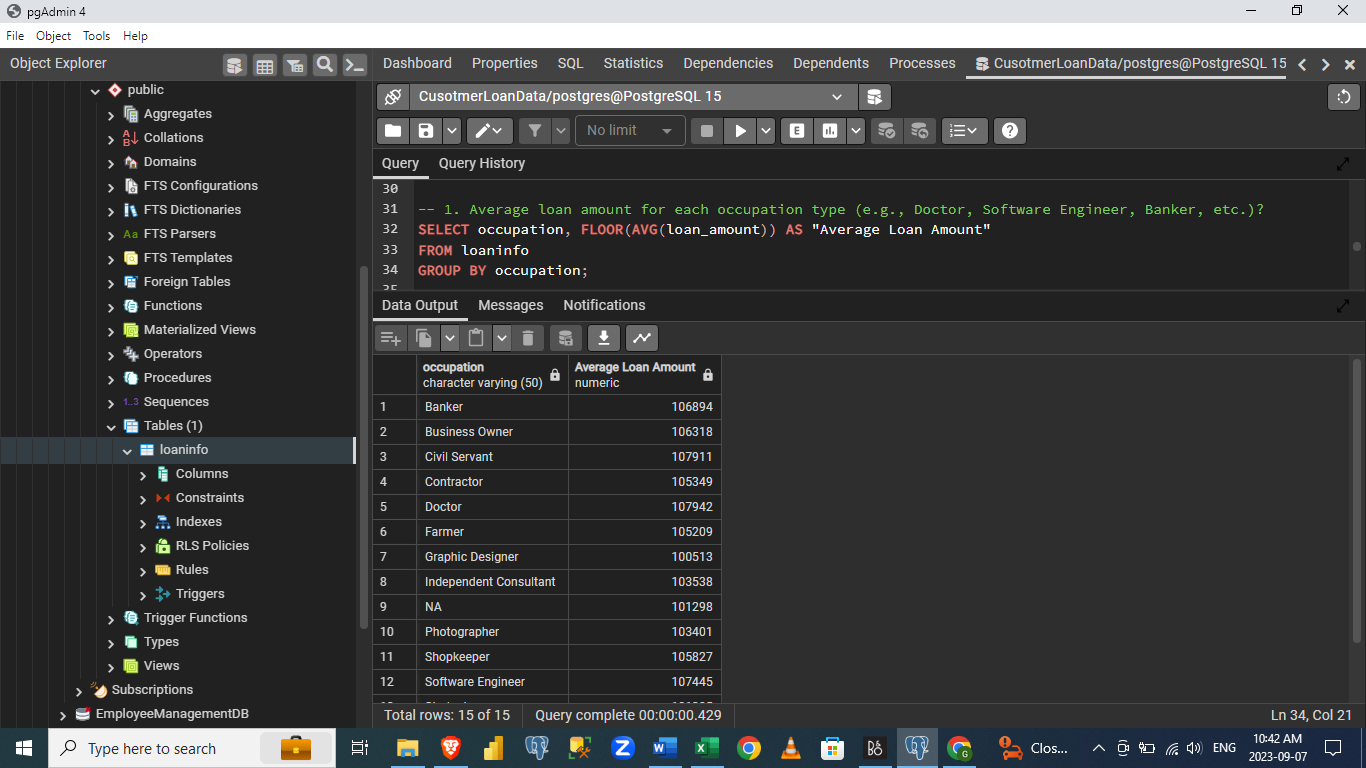 pgAdmin 4
File Object Tools Help
Object Explorer
Dashboard Properties SQL Statistics Dependencies Dependents Processes CusotmerLoanData/postgres@PostgreSQL 15
public
Aggregates
Collations
Domains
FTS Configurations
FTS Dictionaries
Aa FTS Parsers
FTS Templates
Foreign Tables
Functions
Materialized Views
Operators
Procedures
1..3 Sequences
Tables (1)
loaninfo
Columns
Constraints
Indexes
RLS Policies
Rules
Triggers
Trigger Functions
Types
Views
Subscriptions
EmployeeManagementDB
CusotmerLoanData/postgres@PostgreSQL 15
No limit
E
Query Query History
30
31 -- 1. Average loan amount for each occupation type (e.g., Doctor, Software Engineer, Banker, etc.)?
32 SELECT occupation, FLOOR(AVG(loan_amount)) AS "Average Loan Amount"
33 FROM loaninfo
34 GROUP BY occupation;
Data Output Messages Notifications
occupation Average Loan Amount
character varying (50) numeric
1 Banker 106894
2 Business Owner 106318
3 Civil Servant 107911
4 Contractor 105349
5 Doctor 107942
6 Farmer 105209
7 Graphic Designer 100513
8 Independent Consultant 103538
9 NA 101298
10 Photographer 103401
11 Shopkeeper 105827
12 Software Engineer 107445
Total rows: 15 of 15 Query complete 00:00:00.429 Ln 34, Col 21
Type here to search Clos... ENG 10:42 AM
2023-09-07